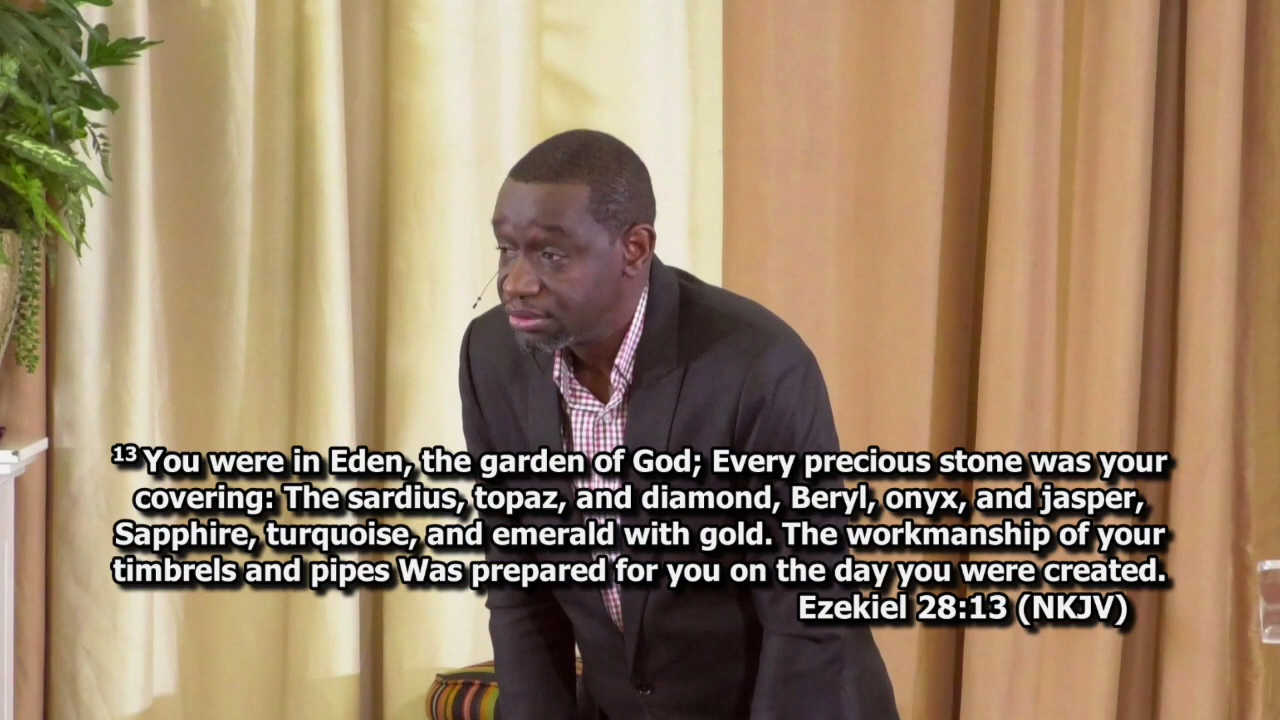 13 You were in Eden, the garden of God; Every precious stone was your
covering: The sardius, topaz, and diamond, Beryl, onyx, and jasper,
Sapphire, turquoise, and emerald with gold. The workmanship of your
timbrels and pipes Was prepared for you on the day you were created.
Ezekiel 28:13 (NKJV)